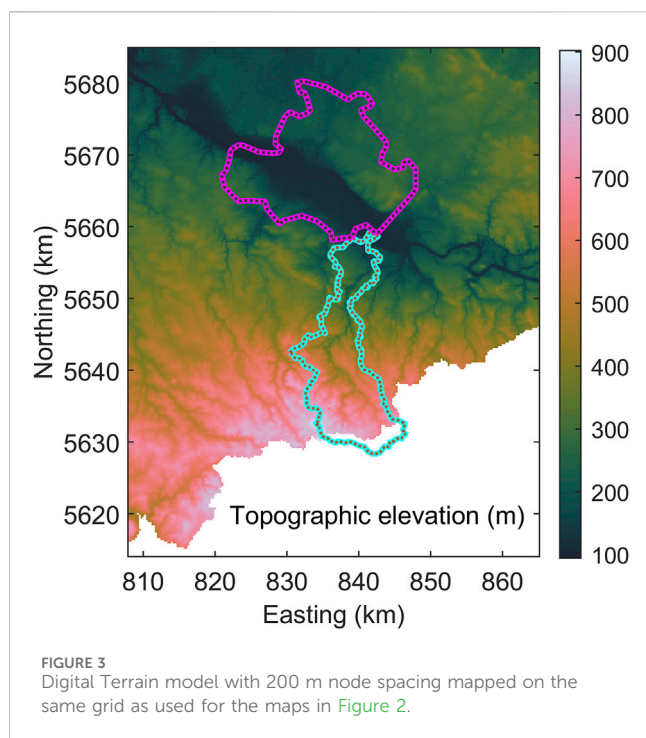 5680
5670
5660
5650
5640
5630
5620
Northing (km)
810 820 830 840 850 860
Easting (km)
Topographic elevation (m)
900
800
700
600
500
400
300
200
100
FIGURE 3
Digital Terrain model with 200 m node spacing mapped on the
same grid as used for the maps in Figure 2.